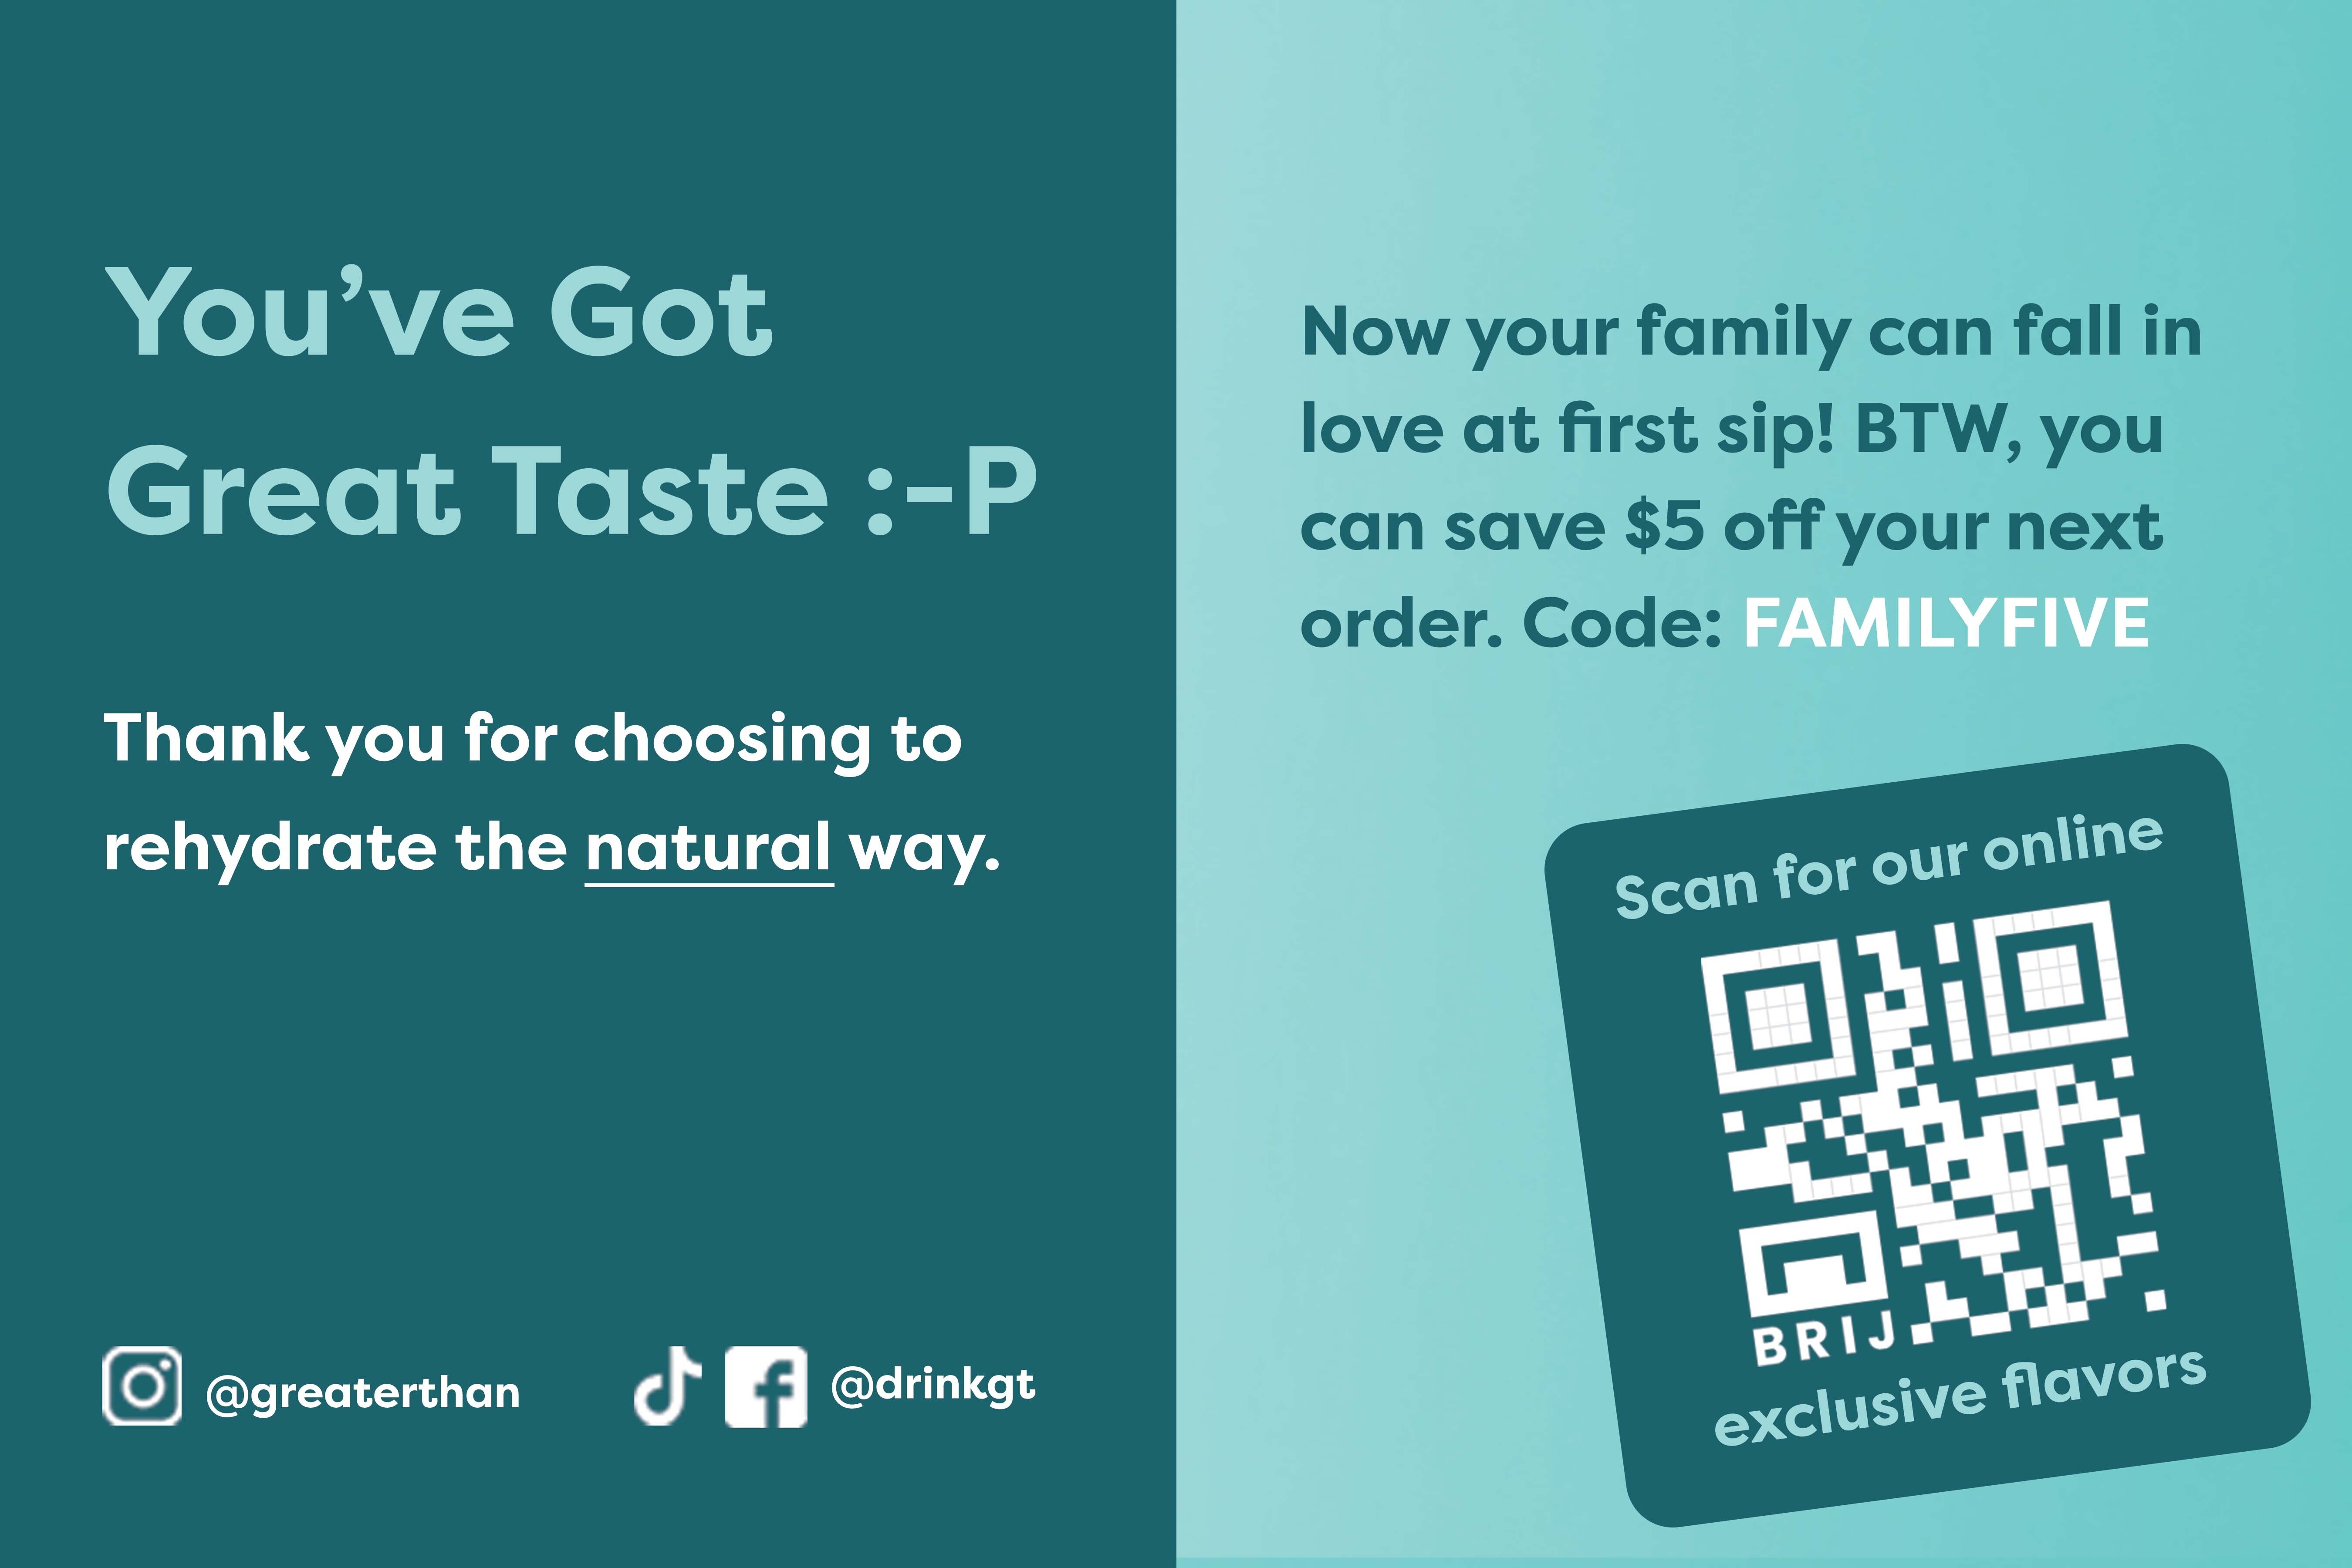 You’ve Got
Great Taste :-P
Thank you for choosing to
rehydrate the natural way.
@greaterthan
@drinkgt
Now your family can fall in
love at first sip! BTW, you
can save $5 off your next
order. Code: FAMILYFIVE
Scan for our online
BRIJ
exclusive flavors